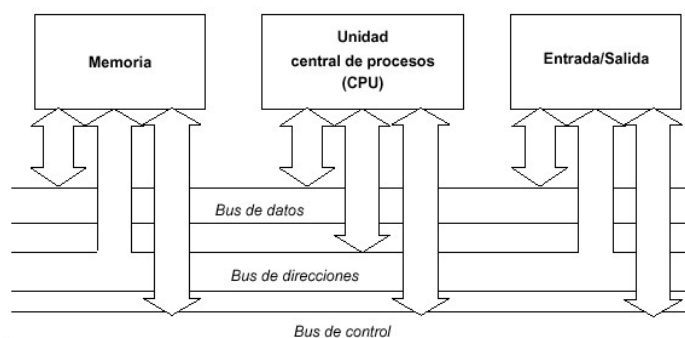 Memoria
Unidad
central de procesos
(CPU)
Entrada/Salida
Bus de datos
Bus de direcciones
Bus de control